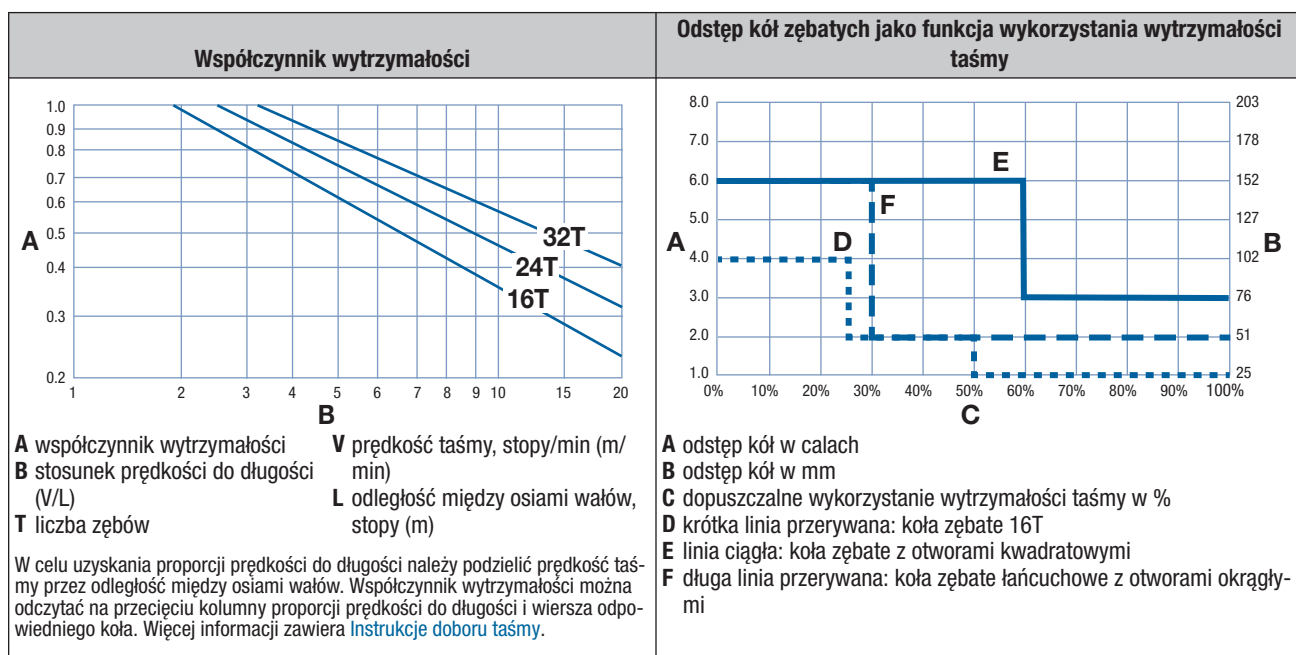 Współczynnik wytrzymałości
1.0
0.9
0.8
0.7
0.6
0.5
0.4
0.3
0.2
A
32T
24T
16T
1 2 3 4 5 6 7 8 9 10 15 20
B
A współczynnik wytrzymałości
B stosunek prędkości do długości
(V/L)
T liczba zębów
V prędkość taśmy, stopy/min (m/
min)
L odległość między osiami wałów,
stopy (m)
W celu uzyskania proporcji prędkości do długości należy podzielić prędkość taś-
my przez odległość między osiami wałów. Współczynnik wytrzymałości można
odczytać na przecięciu kolumny proporcji prędkości do długości i wiersza odpo-
wiedniego koła. Więcej informacji zawiera Instrukcje doboru taśmy.
Odstęp kół zębatych jako funkcja wykorzystania wytrzymałości
taśmy
8.0
7.0
6.0
5.0
4.0
3.0
2.0
1.0
A
D
F
E
203
178
152
127
102
76
51
25
B
0% 10% 20% 30% 40% 50% 60% 70% 80% 90% 100%
C
A odstęp kół w calach
B odstęp kół w mm
C dopuszczalne wykorzystanie wytrzymałości taśmy w %
D krótka linia przerywana: koła zębate 16T
E linia ciągła: koła zębate z otworami kwadratowymi
F długa linia przerywana: koła zębate łańcuchowe z otworami okrągły-
mi